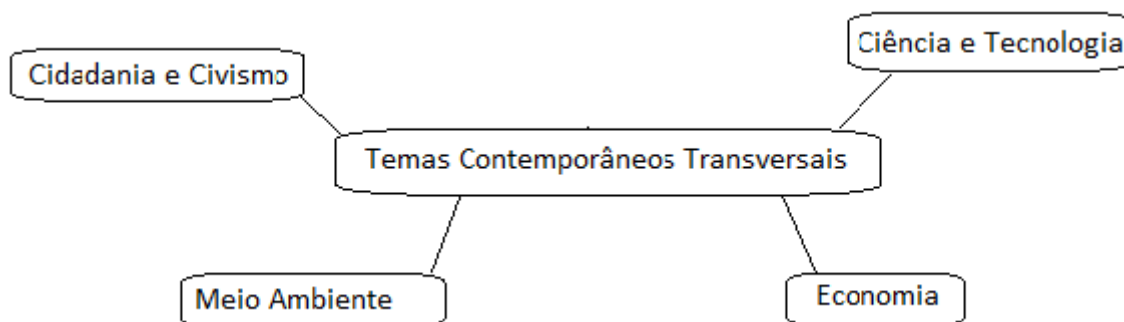 Ciência e Tecnologia
Cidadania e Civismo
Temas Contemporâneos Transversais
Meio Ambiente
Economia